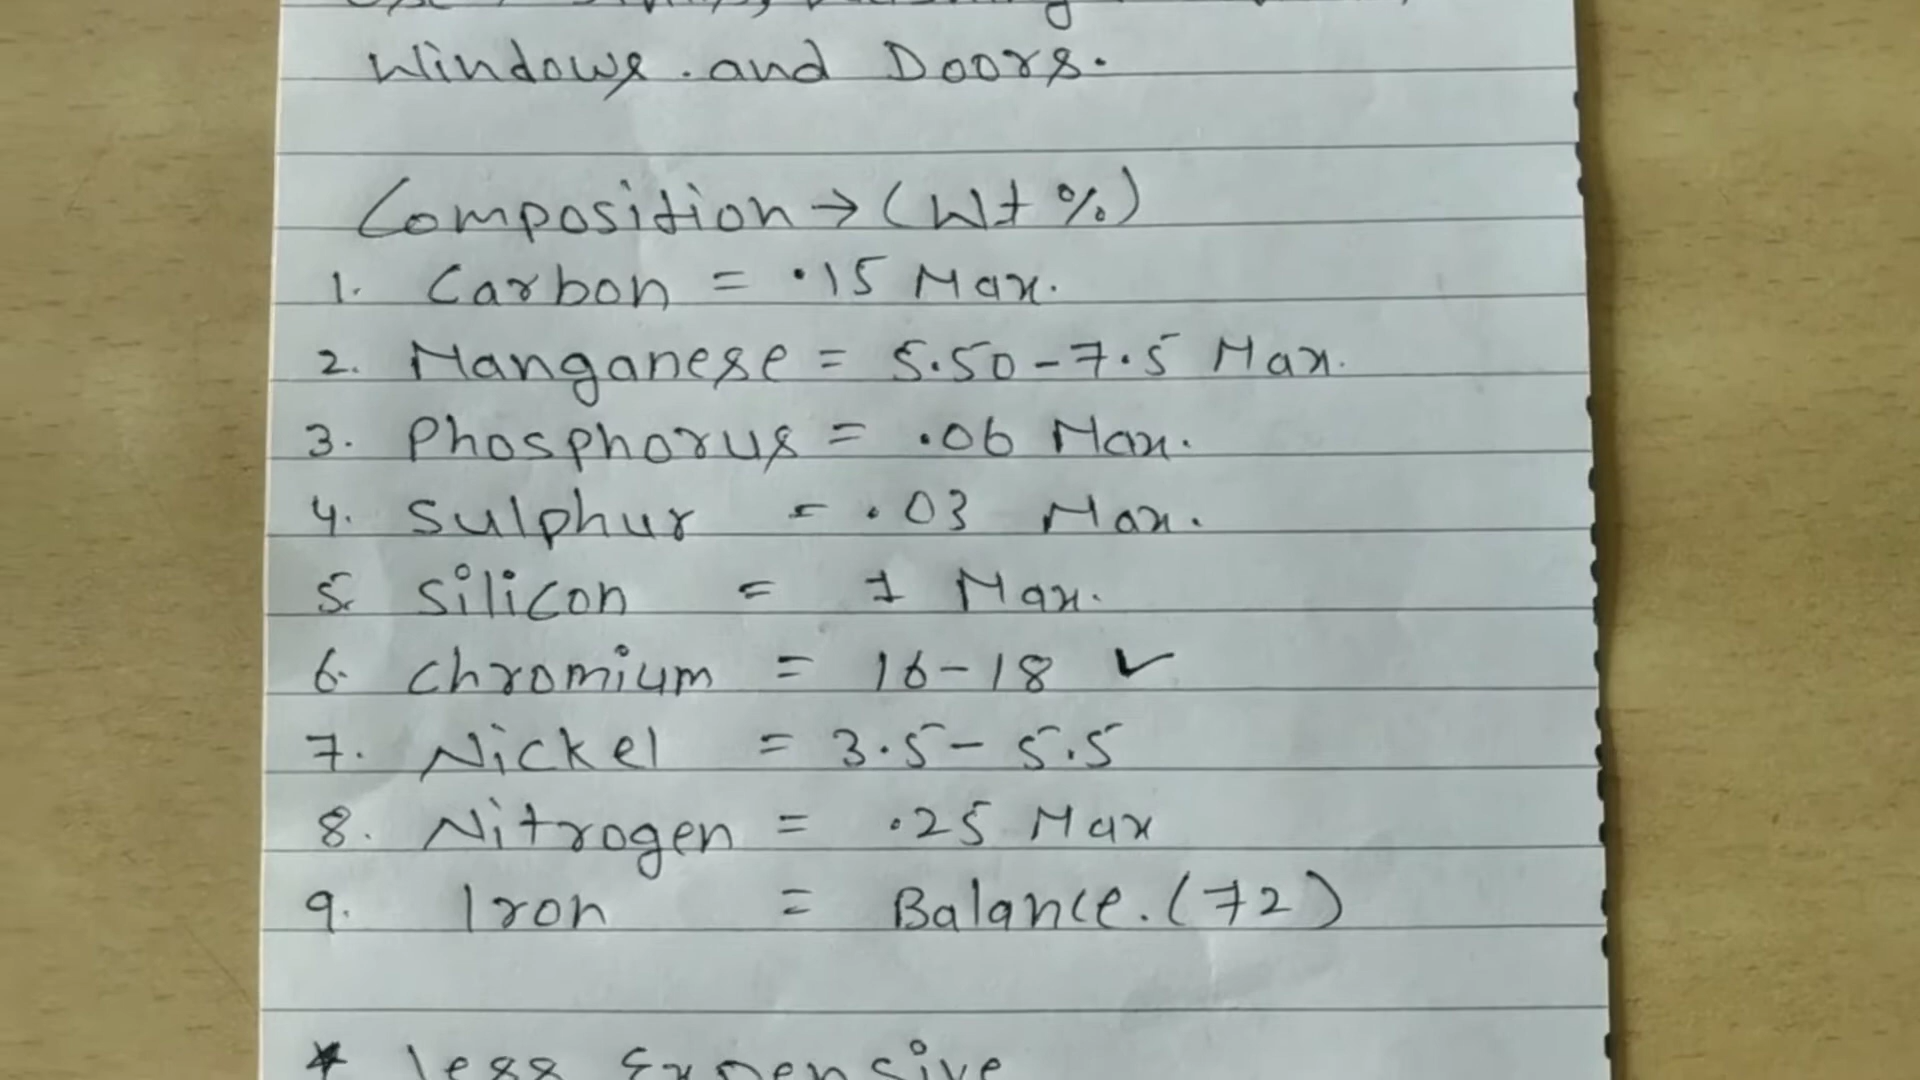 Windows. and Doors.
Composition → (Wt %)
1. Carbon = .15 Max.
2. Manganese = 5.50-7.5 Max.
3. Phosphorus = .06 Max.
4. Sulphur = .03 Max.
5. Silicon = 1 Max.
6. Chromium = 16-18 ✓
7. Nickel = 3.5-5.5
8. Nitrogen = .25 Max
9. Iron = Balance. (72)
* less Expensive